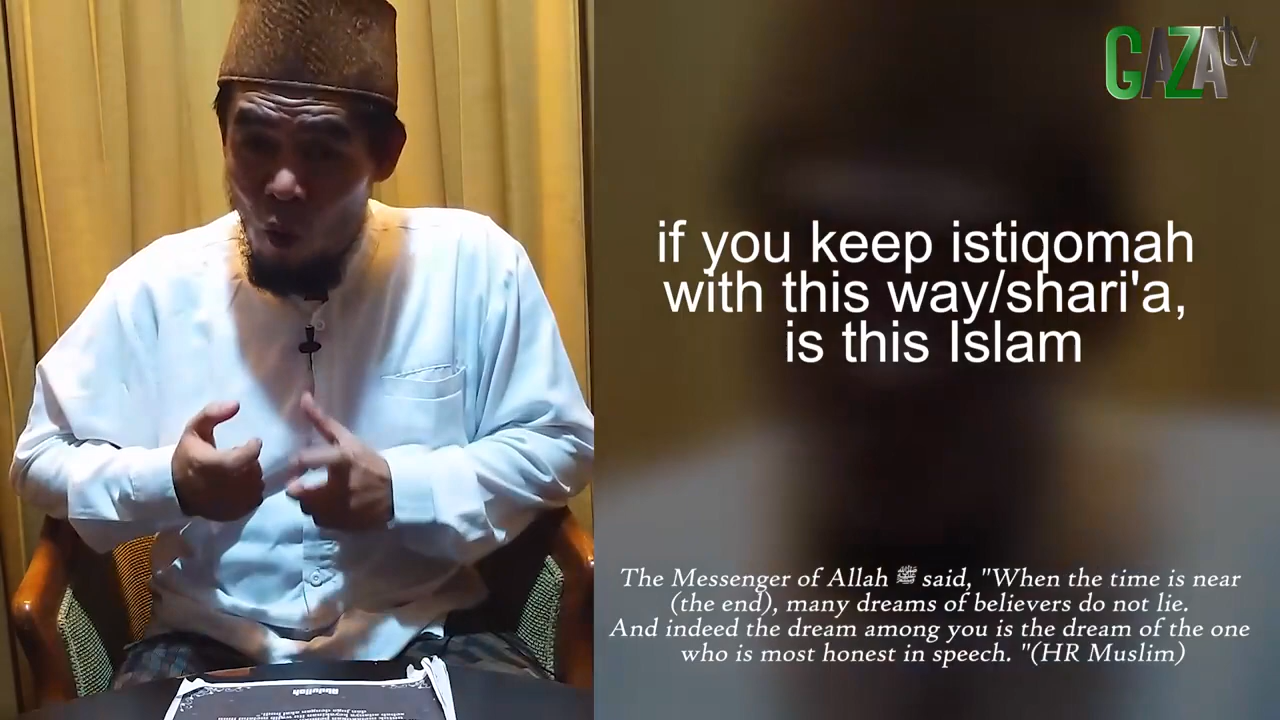 GAZAtv
if you keep istiqomah
with this way/shari'a,
is this Islam
The Messenger of Allah ﷺ said, "When the time is near
(the end), many dreams of believers do not lie.
And indeed the dream among you is the dream of the one
who is most honest in speech. "(HR Muslim)
Abdullah